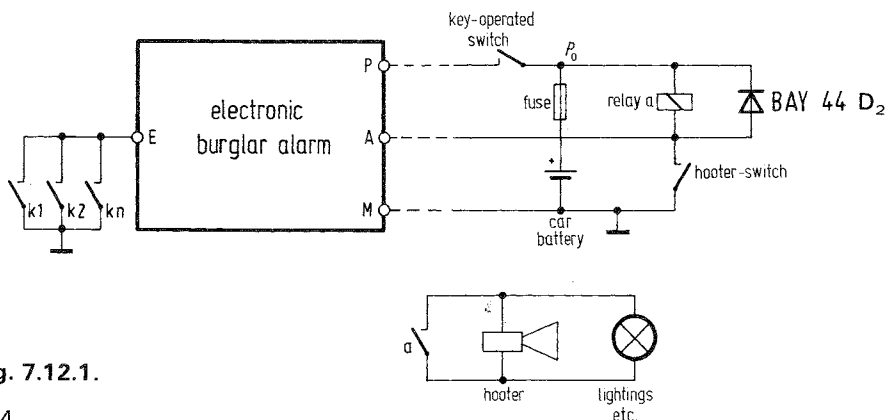 key-operated
switch
P₀
P
electronic
burglar alarm
fuse
relay a
BAY 44 D₂
E
A
hooter-switch
k1
k2
kn
M
+
car
battery
a
hooter
lightings
etc.
g. 7.12.1.
4